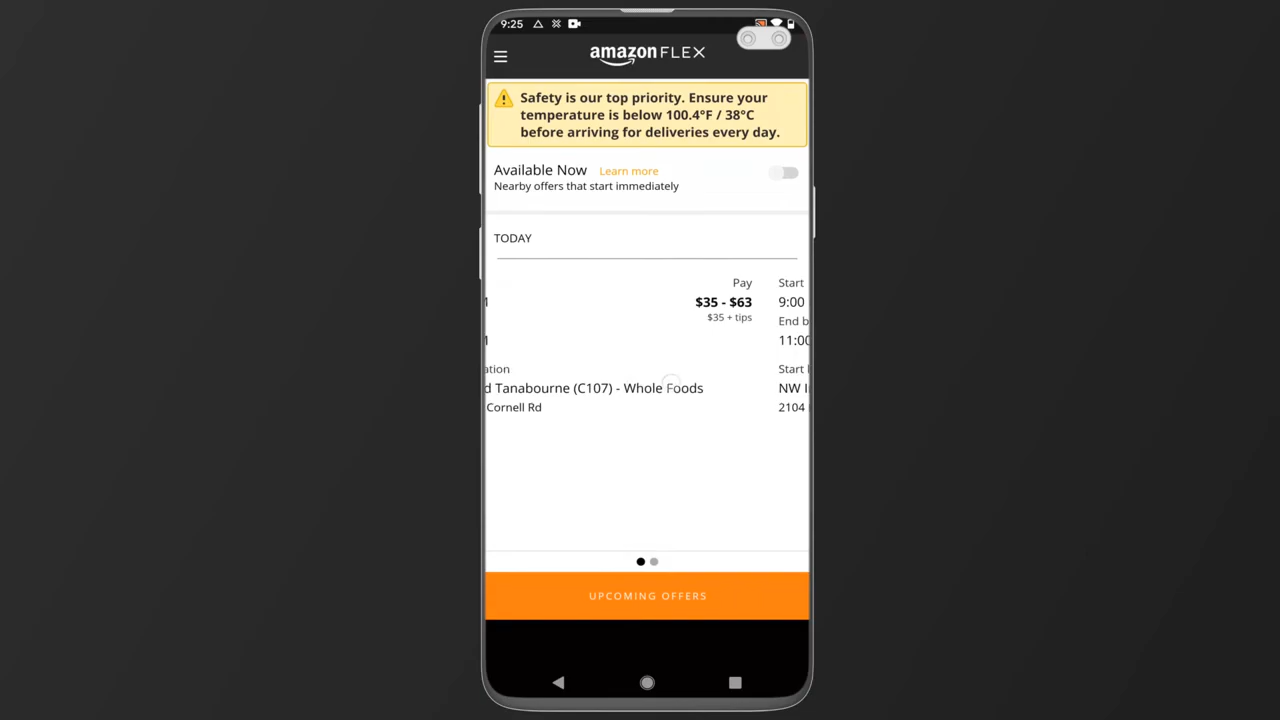 9:25
amazon FLEX
Safety is our top priority. Ensure your
temperature is below 100.4°F / 38°C
before arriving for deliveries every day.
Available Now Learn more
Nearby offers that start immediately
TODAY
Pay Start
$35 - $63 9:00
$35 + tips End b
11:00
ation Start
d Tanabourne (C107) - Whole Foods NW I
Cornell Rd 2104
UPCOMING OFFERS